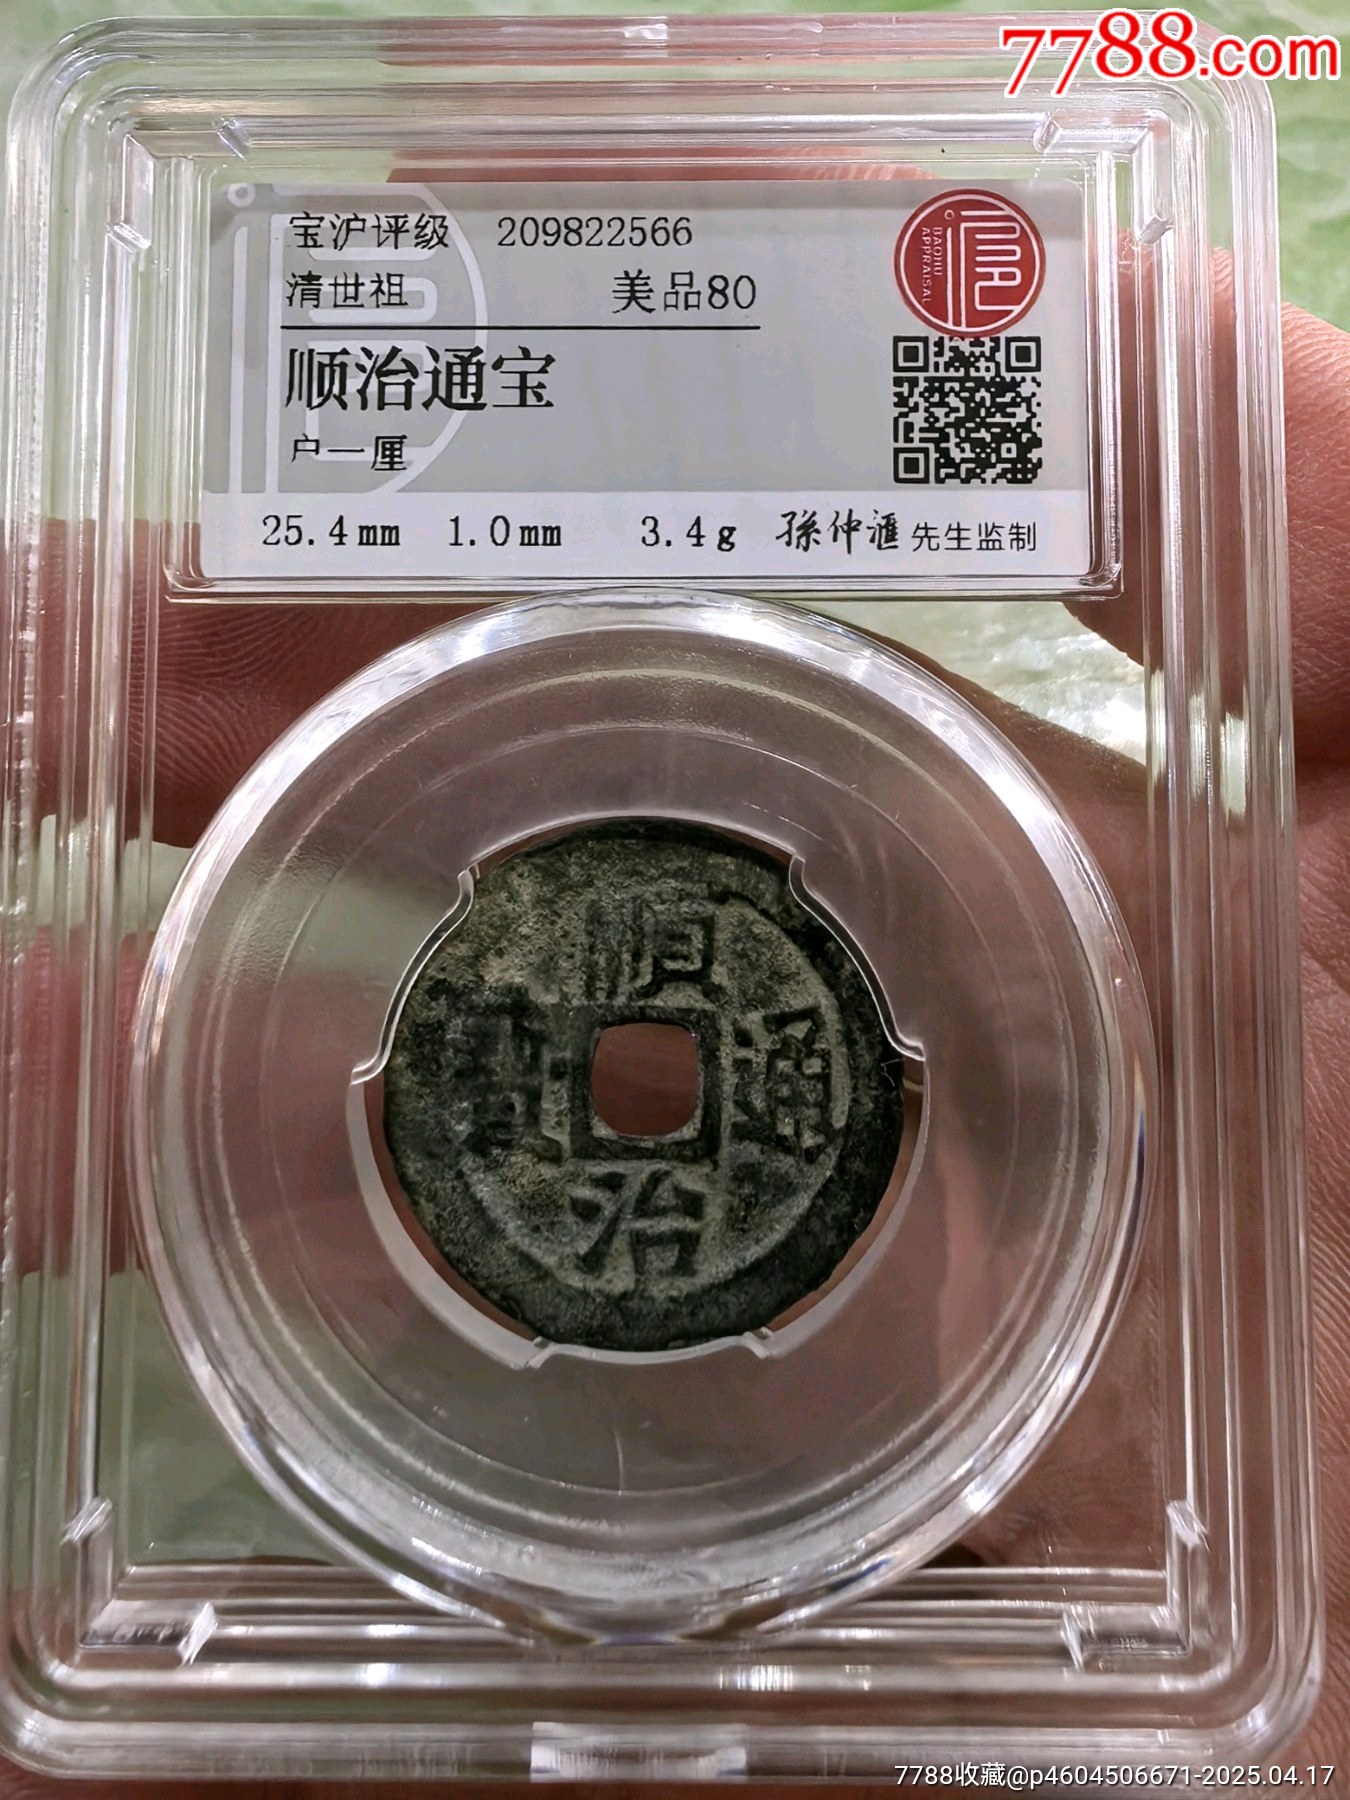 7788.com
宝沪评级 209822566
清世祖 美品80
顺治通宝
户一厘
BAOHU
APPRAISAL
25.4mm 1.0mm 3.4g 孫仲滙 先生监制
順
寶 通
治
7788收藏@p4604506671-2025.04.17